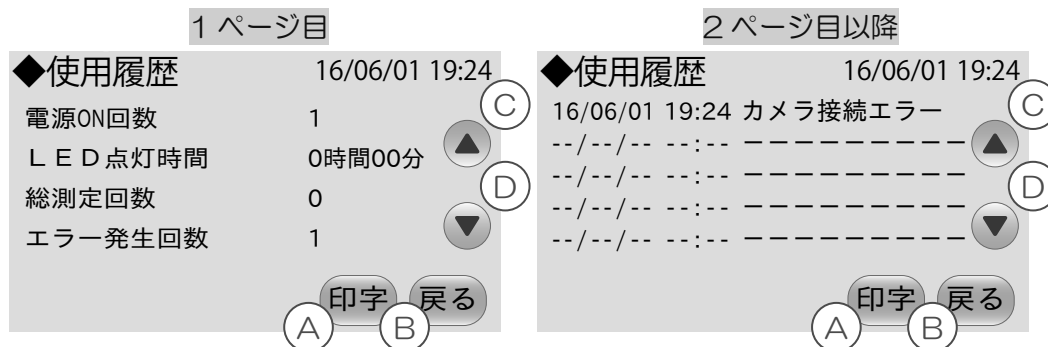 1ページ目
◆使用履歴 16/06/01 19:24
電源ON回数 1
LED点灯時間 0時間00分
総測定回数 0
エラー発生回数 1
▲
▼
印字 戻る
A B C D
2ページ目以降
◆使用履歴 16/06/01 19:24
16/06/01 19:24 カメラ接続エラー
--/--/-- --:-- ーーーーーーーーーー
--/--/-- --:-- ーーーーーーーーーー
--/--/-- --:-- ーーーーーーーーーー
--/--/-- --:-- ーーーーーーーーーー
▲
▼
印字 戻る
A B C D